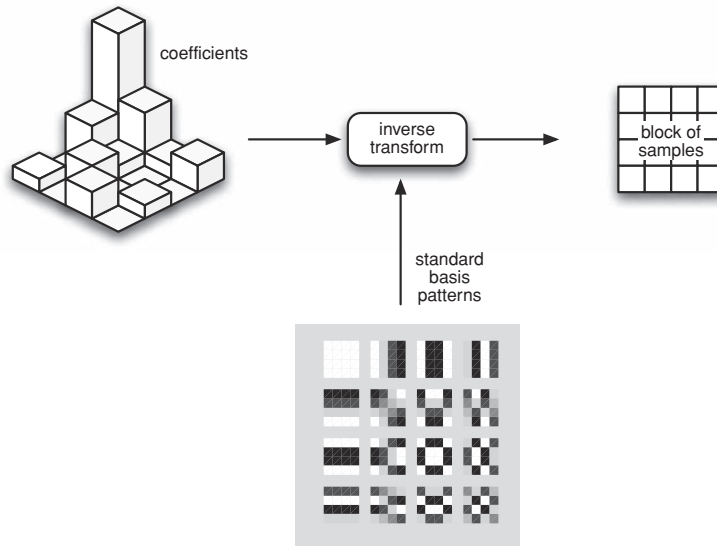 coefficients
inverse
transform
block of
samples
standard
basis
patterns